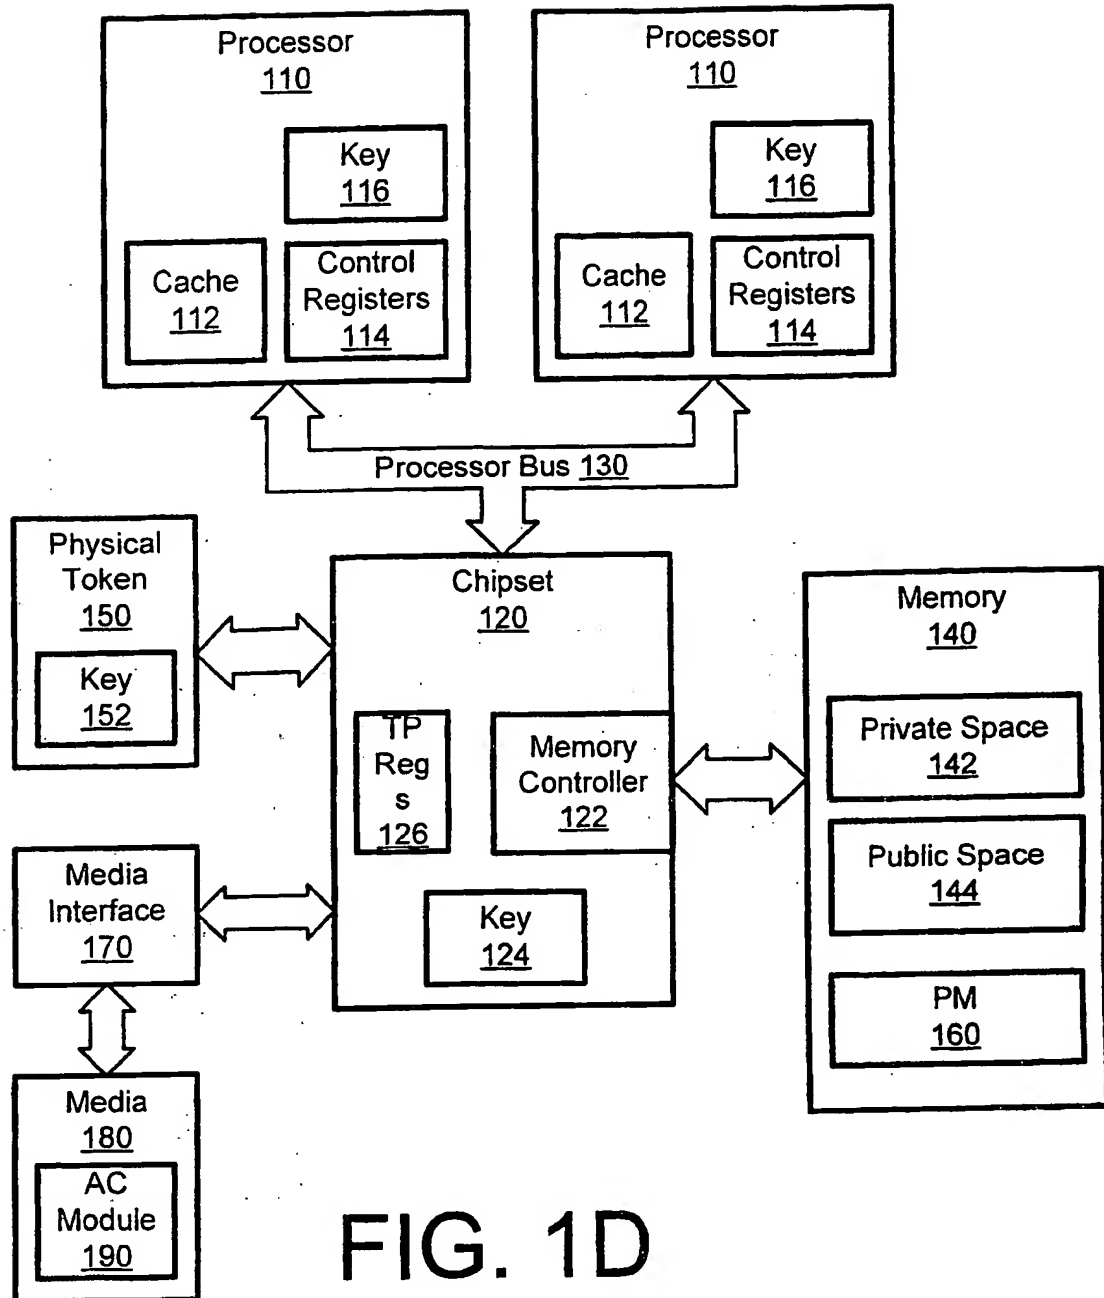 Processor
110
Key
116
Cache
112
Control
Registers
114
Processor
110
Key
116
Cache
112
Control
Registers
114
Processor Bus 130
Physical
Token
150
Key
152
Chipset
120
TP
Reg
s
126
Memory
Controller
122
Key
124
Memory
140
Private Space
142
Public Space
144
PM
160
Media
Interface
170
Media
180
AC
Module
190
FIG. 1D